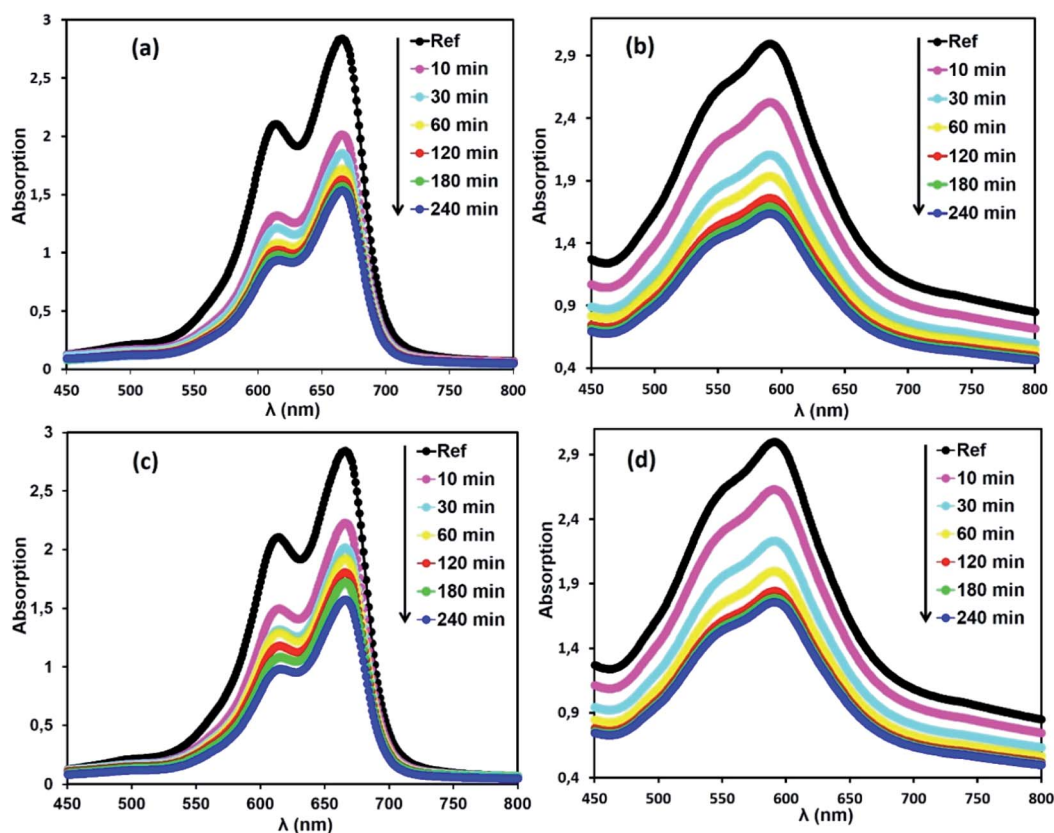 (a)
Absorption
3
2,5
2
1,5
1
0,5
0
450 500 550 600 650 700 750 800
λ (nm)
Ref
10 min
30 min
60 min
120 min
180 min
240 min
(b)
Absorption
2,9
2,4
1,9
1,4
0,9
0,4
450 500 550 600 650 700 750 800
λ (nm)
Ref
10 min
30 min
60 min
120 min
180 min
240 min
(c)
Absorption
3
2,5
2
1,5
1
0,5
0
450 500 550 600 650 700 750 800
λ (nm)
Ref
10 min
30 min
60 min
120 min
180 min
240 min
(d)
Absorption
2,9
2,4
1,9
1,4
0,9
0,4
450 500 550 600 650 700 750 800
λ (nm)
Ref
10 min
30 min
60 min
120 min
180 min
240 min